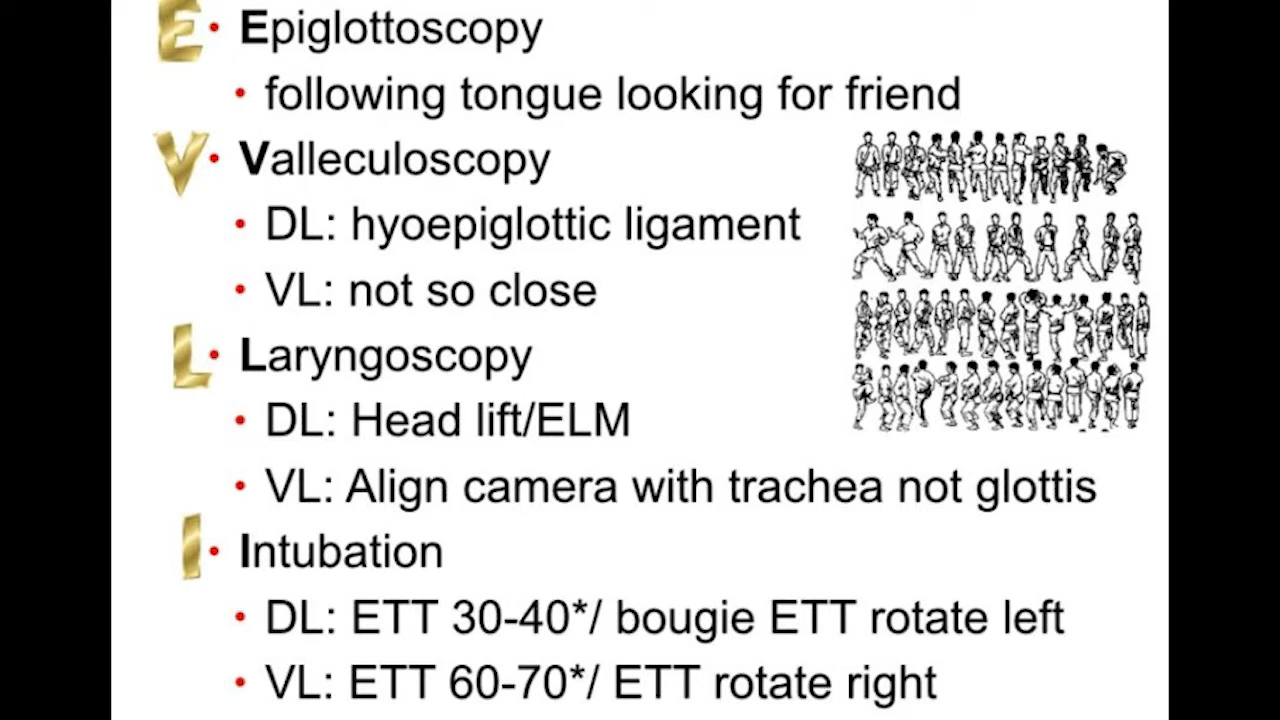 E • Epiglottoscopy
• following tongue looking for friend
V • Valleculoscopy
• DL: hyoepiglottic ligament
• VL: not so close
L • Laryngoscopy
• DL: Head lift/ELM
• VL: Align camera with trachea not glottis
I • Intubation
• DL: ETT 30-40*/ bougie ETT rotate left
• VL: ETT 60-70*/ ETT rotate right